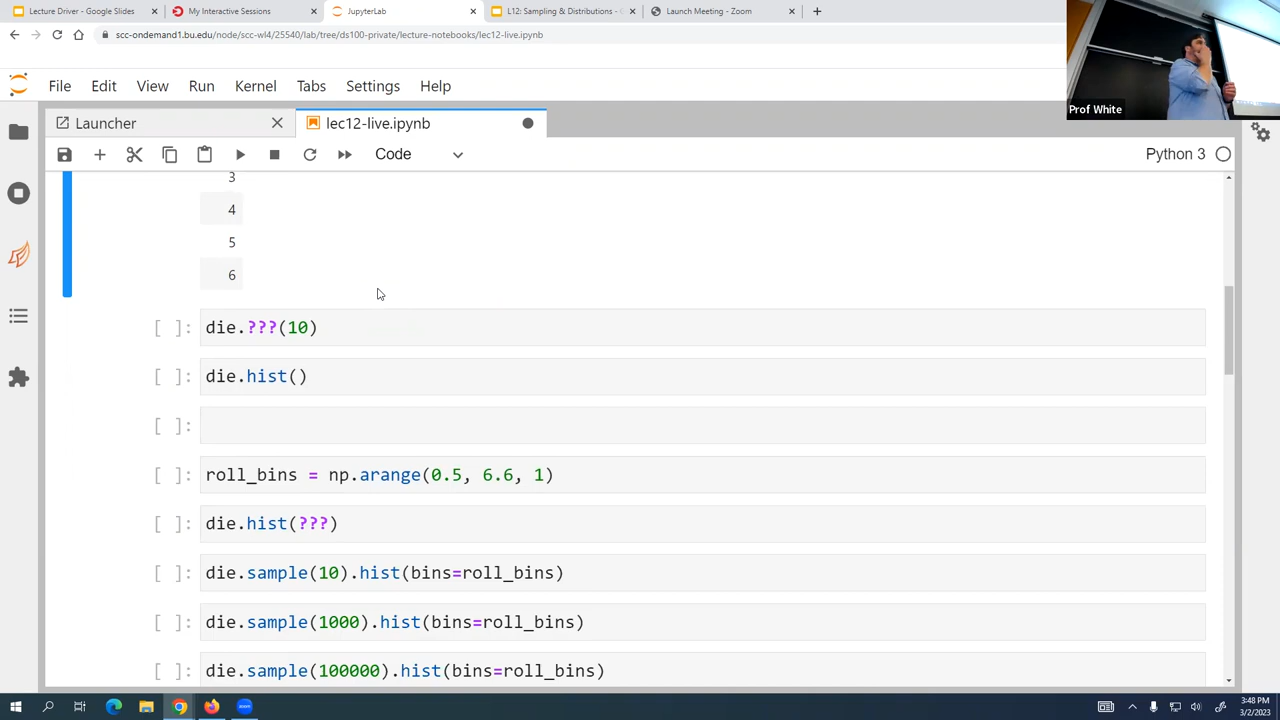 Lecture Driver - Google Slides
My Interactive Sessions
JupyterLab
L12: Sampling & Distributions -
Launch Meeting - Zoom
scc-ondemand1.bu.edu/node/scc-wl4/25540/lab/tree/ds100-private/lecture-notebooks/lec12-live.ipynb
Prof White
File Edit View Run Kernel Tabs Settings Help
Launcher
lec12-live.ipynb
Code
Python 3
3
4
5
6
[ ]: die.???(10)
[ ]: die.hist()
[ ]:
[ ]: roll_bins = np.arange(0.5, 6.6, 1)
[ ]: die.hist(???)
[ ]: die.sample(10).hist(bins=roll_bins)
[ ]: die.sample(1000).hist(bins=roll_bins)
[ ]: die.sample(100000).hist(bins=roll_bins)
3:48 PM
3/2/2023